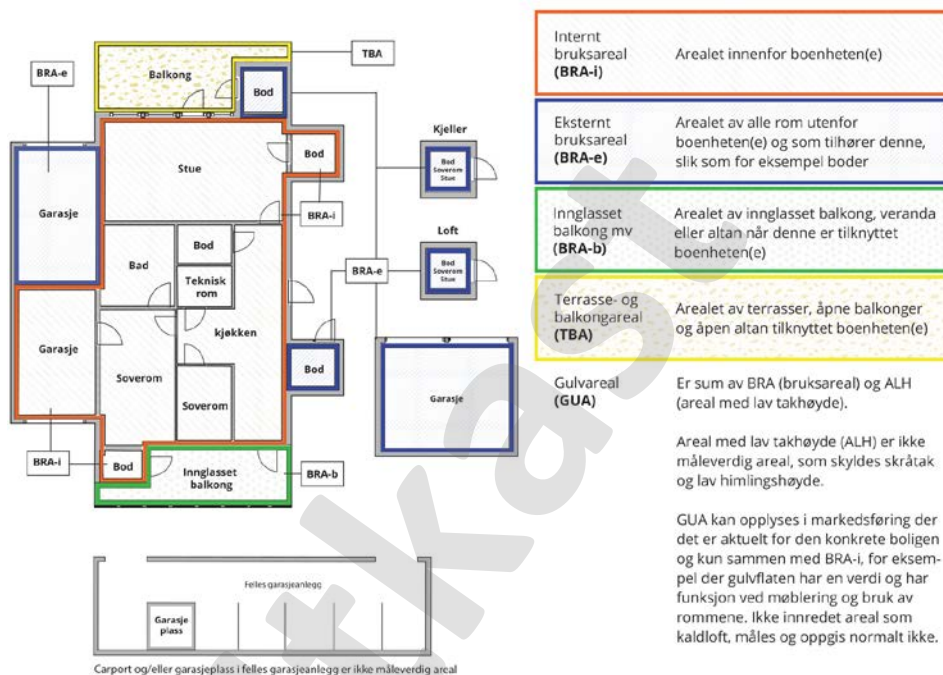 TBA
BRA-e
Balkong
Bod
Kjeller
Bod
Soverom
Stue
Stue
Bod
BRA-i
Garasje
Bod
Loft
Bad
BRA-e
Bod
Soverom
Stue
Teknisk
rom
kjøkken
Garasje
Bod
Garasje
Soverom
Soverom
BRA-i
Bod
Innglasset
balkong
BRA-b
Felles garasjeanlegg
Garasje
plass
Carport og/eller garasjeplass i felles garasjeanlegg er ikke måleverdig areal
Internt
bruksareal
(BRA-i)
Arealet innenfor boenheten(e)
Eksternt
bruksareal
(BRA-e)
Arealet av alle rom utenfor
boenheten(e) og som tilhører denne,
slik som for eksempel boder
Innglasset
balkong mv
(BRA-b)
Arealet av innglasset balkong, veranda
eller altan når denne er tilknyttet
boenheten(e)
Terrasse- og
balkongareal
(TBA)
Arealet av terrasser, åpne balkonger
og åpen altan tilknyttet boenheten(e)
Gulvareal
(GUA)
Er sum av BRA (bruksareal) og ALH
(areal med lav takhøyde).
Areal med lav takhøyde (ALH) er ikke
måleverdig areal, som skyldes skråtak
og lav himlingshøyde.
GUA kan opplyses i markedsføring der
det er aktuelt for den konkrete boligen
og kun sammen med BRA-i, for eksem-
pel der gulvflaten har en verdi og har
funksjon ved møblering og bruk av
rommene. Ikke innredet areal som
kaldloft, måles og oppgis normalt ikke.